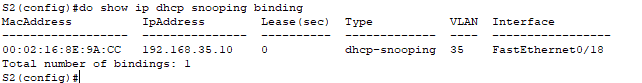 S2(config)#do show ip dhcp snooping binding
MacAddress          IpAddress        Lease(sec)  Type           VLAN  Interface
------------------  ---------------  ----------  -------------  ----  -----------------
00:02:16:8E:9A:CC   192.168.35.10    0           dhcp-snooping  35    FastEthernet0/18
Total number of bindings: 1
S2(config)#